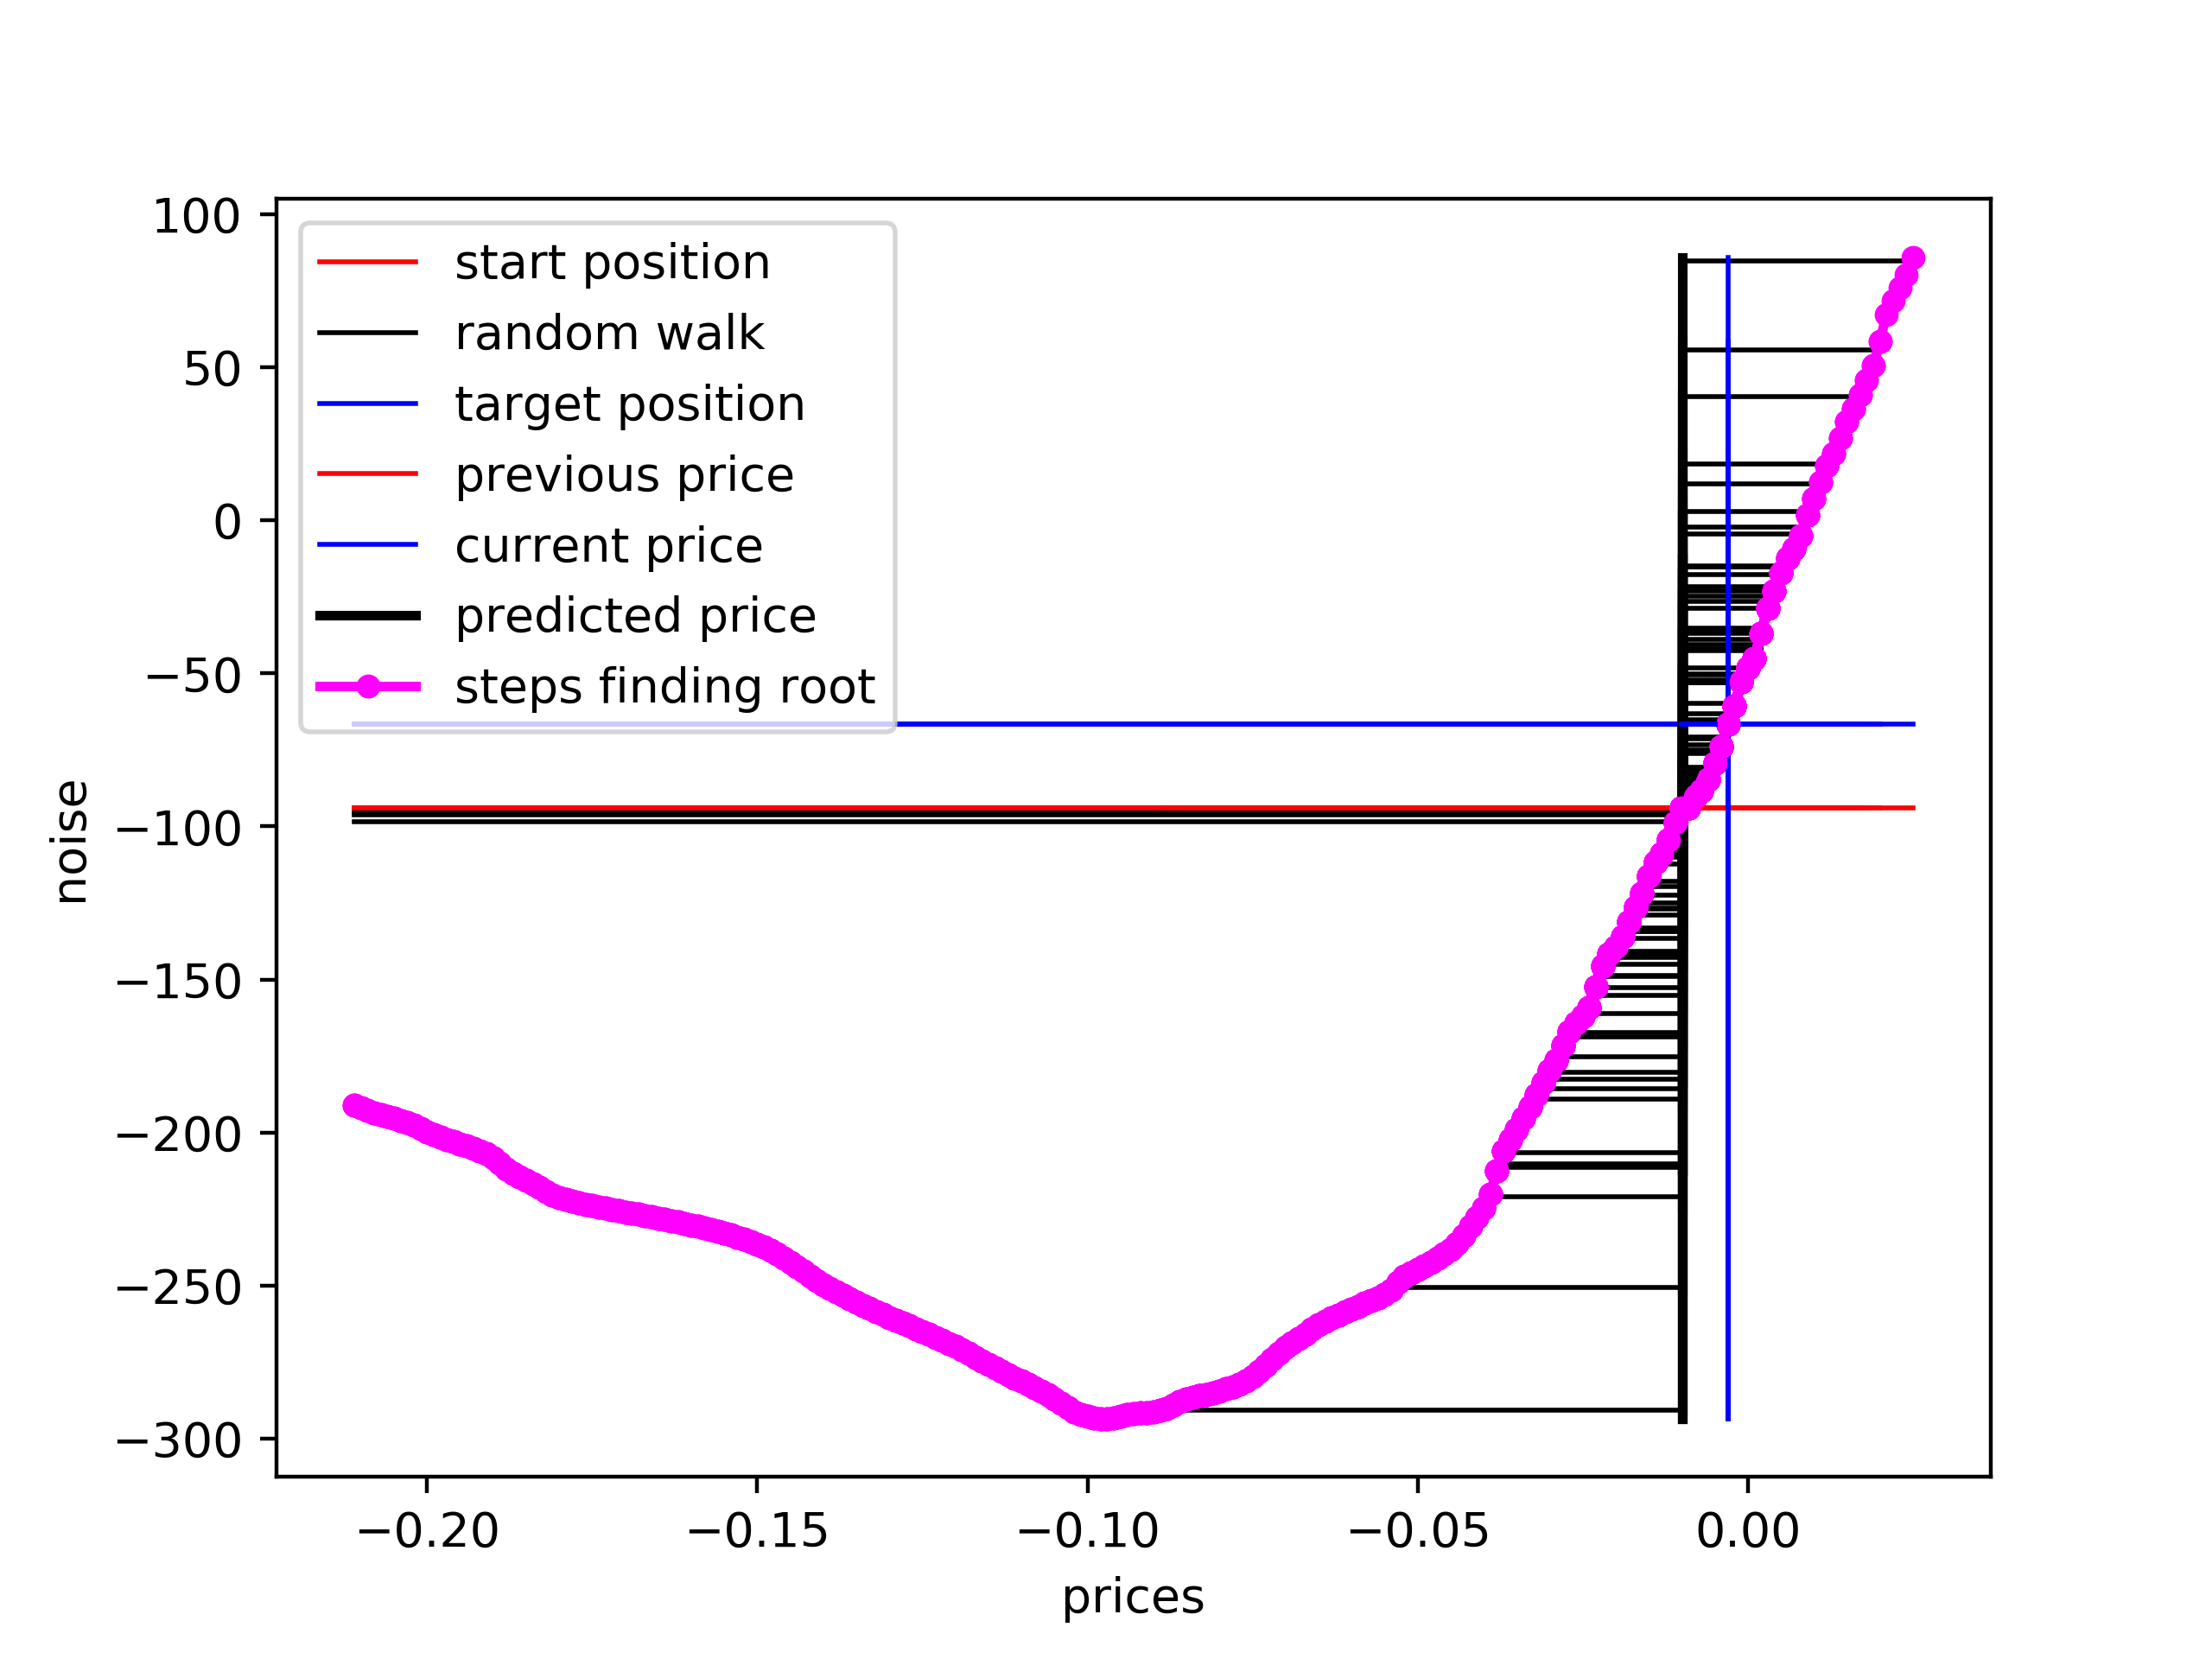 start position
random walk
target position
previous price
current price
predicted price
steps finding root
100
50
0
−50
−100
−150
−200
−250
−300
noise
−0.20 −0.15 −0.10 −0.05 0.00
prices